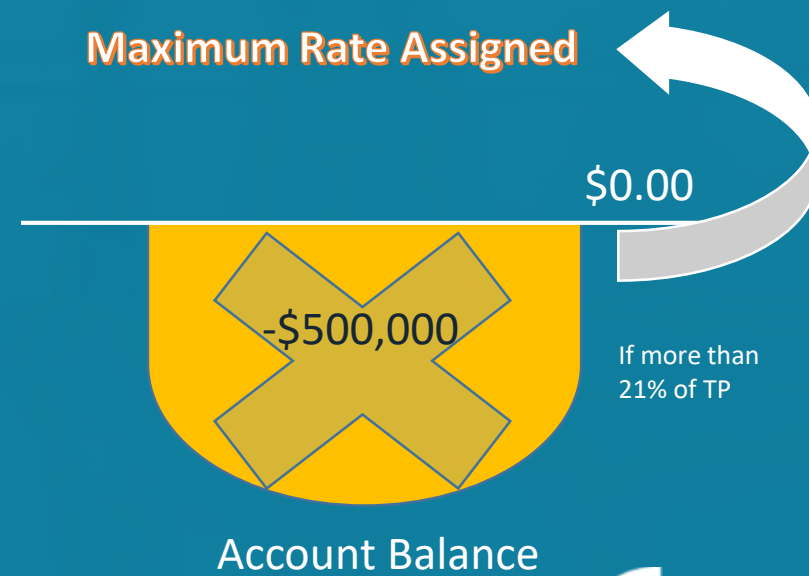 Maximum Rate Assigned
$0.00
-$500,000
If more than
21% of TP
Account Balance